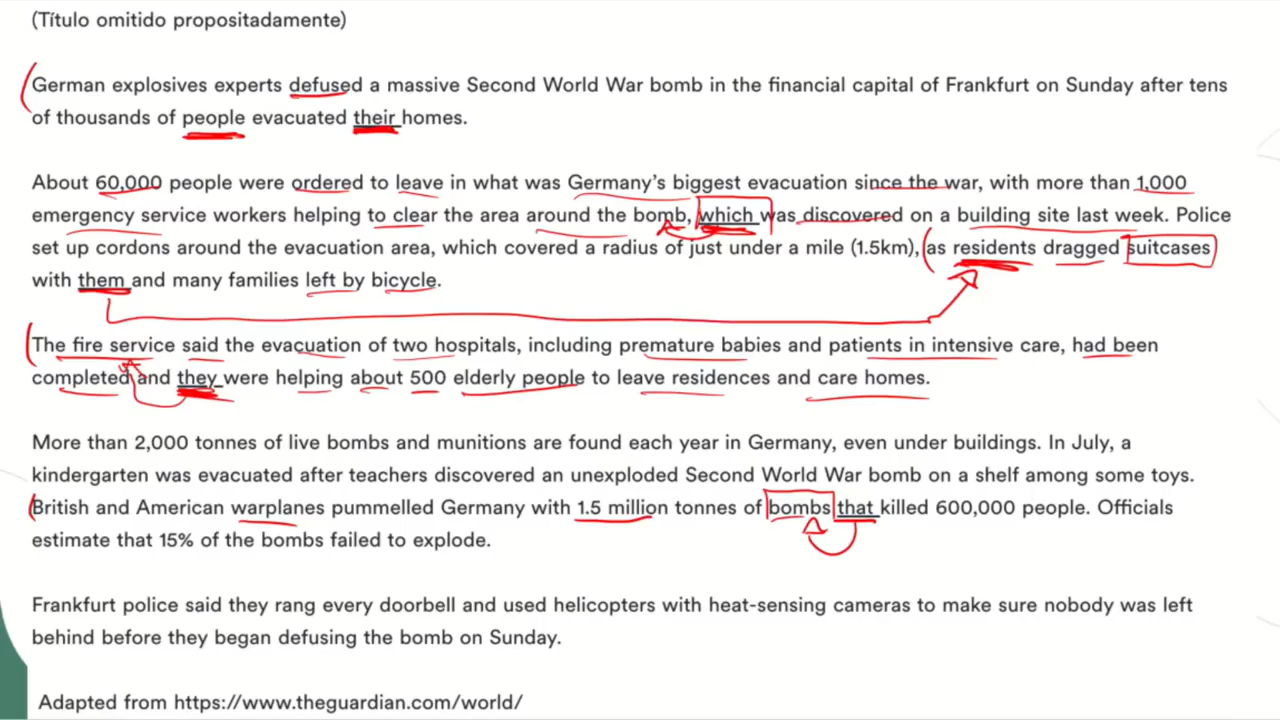 (Título omitido propositadamente)
German explosives experts defused a massive Second World War bomb in the financial capital of Frankfurt on Sunday after tens
of thousands of people evacuated their homes.
About 60,000 people were ordered to leave in what was Germany's biggest evacuation since the war, with more than 1,000
emergency service workers helping to clear the area around the bomb, which was discovered on a building site last week. Police
set up cordons around the evacuation area, which covered a radius of just under a mile (1.5km), as residents dragged suitcases
with them and many families left by bicycle.
The fire service said the evacuation of two hospitals, including premature babies and patients in intensive care, had been
completed and they were helping about 500 elderly people to leave residences and care homes.
More than 2,000 tonnes of live bombs and munitions are found each year in Germany, even under buildings. In July, a
kindergarten was evacuated after teachers discovered an unexploded Second World War bomb on a shelf among some toys.
British and American warplanes pummelled Germany with 1.5 million tonnes of bombs that killed 600,000 people. Officials
estimate that 15% of the bombs failed to explode.
Frankfurt police said they rang every doorbell and used helicopters with heat-sensing cameras to make sure nobody was left
behind before they began defusing the bomb on Sunday.
Adapted from https://www.theguardian.com/world/